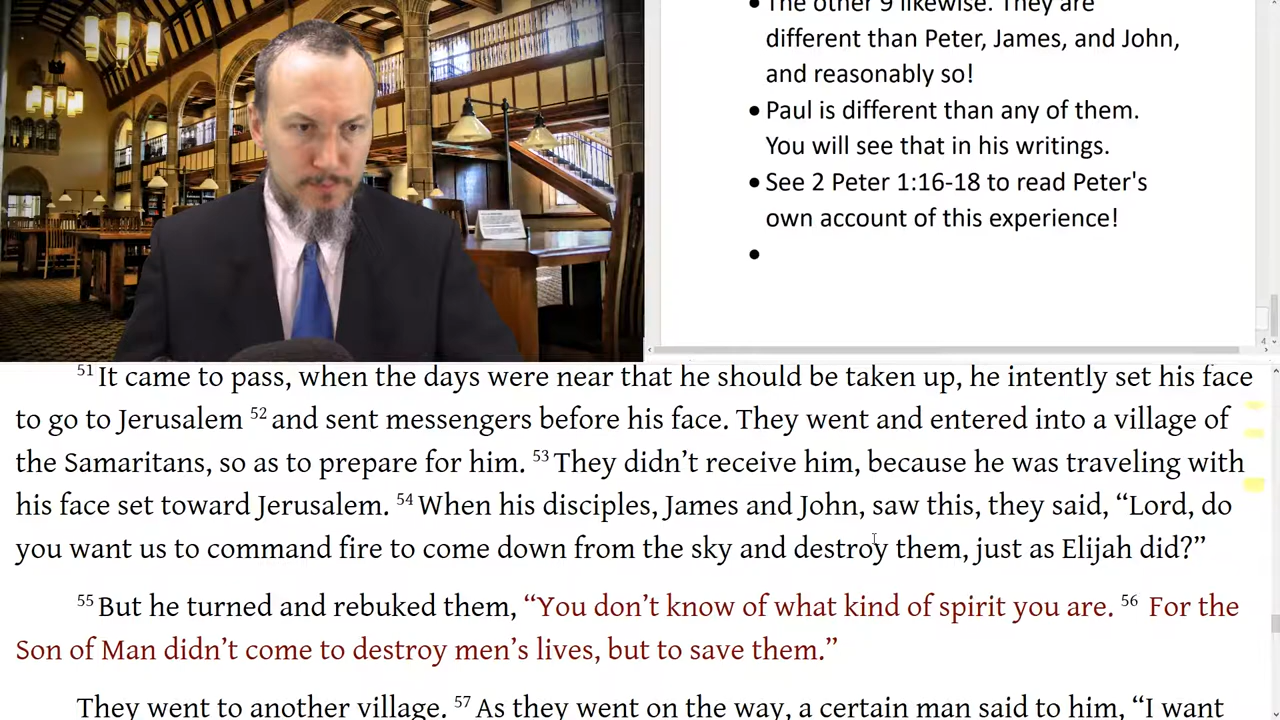 The other 9 likewise. They are
different than Peter, James, and John,
and reasonably so!
• Paul is different than any of them.
You will see that in his writings.
• See 2 Peter 1:16-18 to read Peter's
own account of this experience!
•
4
51 It came to pass, when the days were near that he should be taken up, he intently set his face
to go to Jerusalem 52 and sent messengers before his face. They went and entered into a village of
the Samaritans, so as to prepare for him. 53 They didn’t receive him, because he was traveling with
his face set toward Jerusalem. 54 When his disciples, James and John, saw this, they said, “Lord, do
you want us to command fire to come down from the sky and destroy them, just as Elijah did?”
55 But he turned and rebuked them, “You don’t know of what kind of spirit you are. 56 For the
Son of Man didn’t come to destroy men’s lives, but to save them.”
They went to another village. 57 As they went on the way, a certain man said to him, “I want